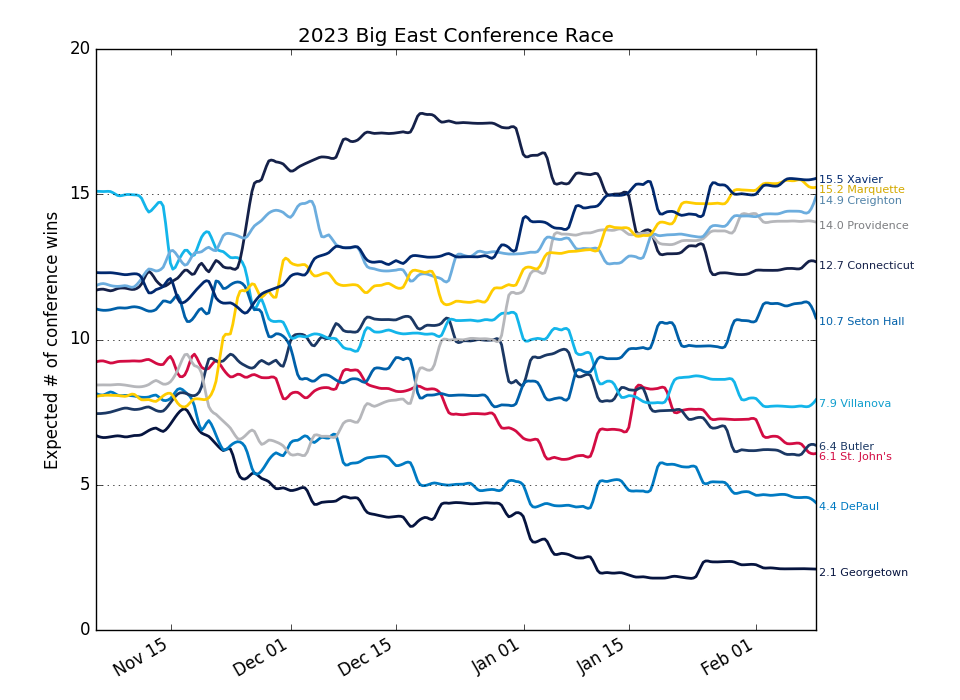 2023 Big East Conference Race
Expected # of conference wins
20
15
10
5
0
15.5 Xavier
15.2 Marquette
14.9 Creighton
14.0 Providence
12.7 Connecticut
10.7 Seton Hall
7.9 Villanova
6.4 Butler
6.1 St. John's
4.4 DePaul
2.1 Georgetown
Nov 15
Dec 01
Dec 15
Jan 01
Jan 15
Feb 01